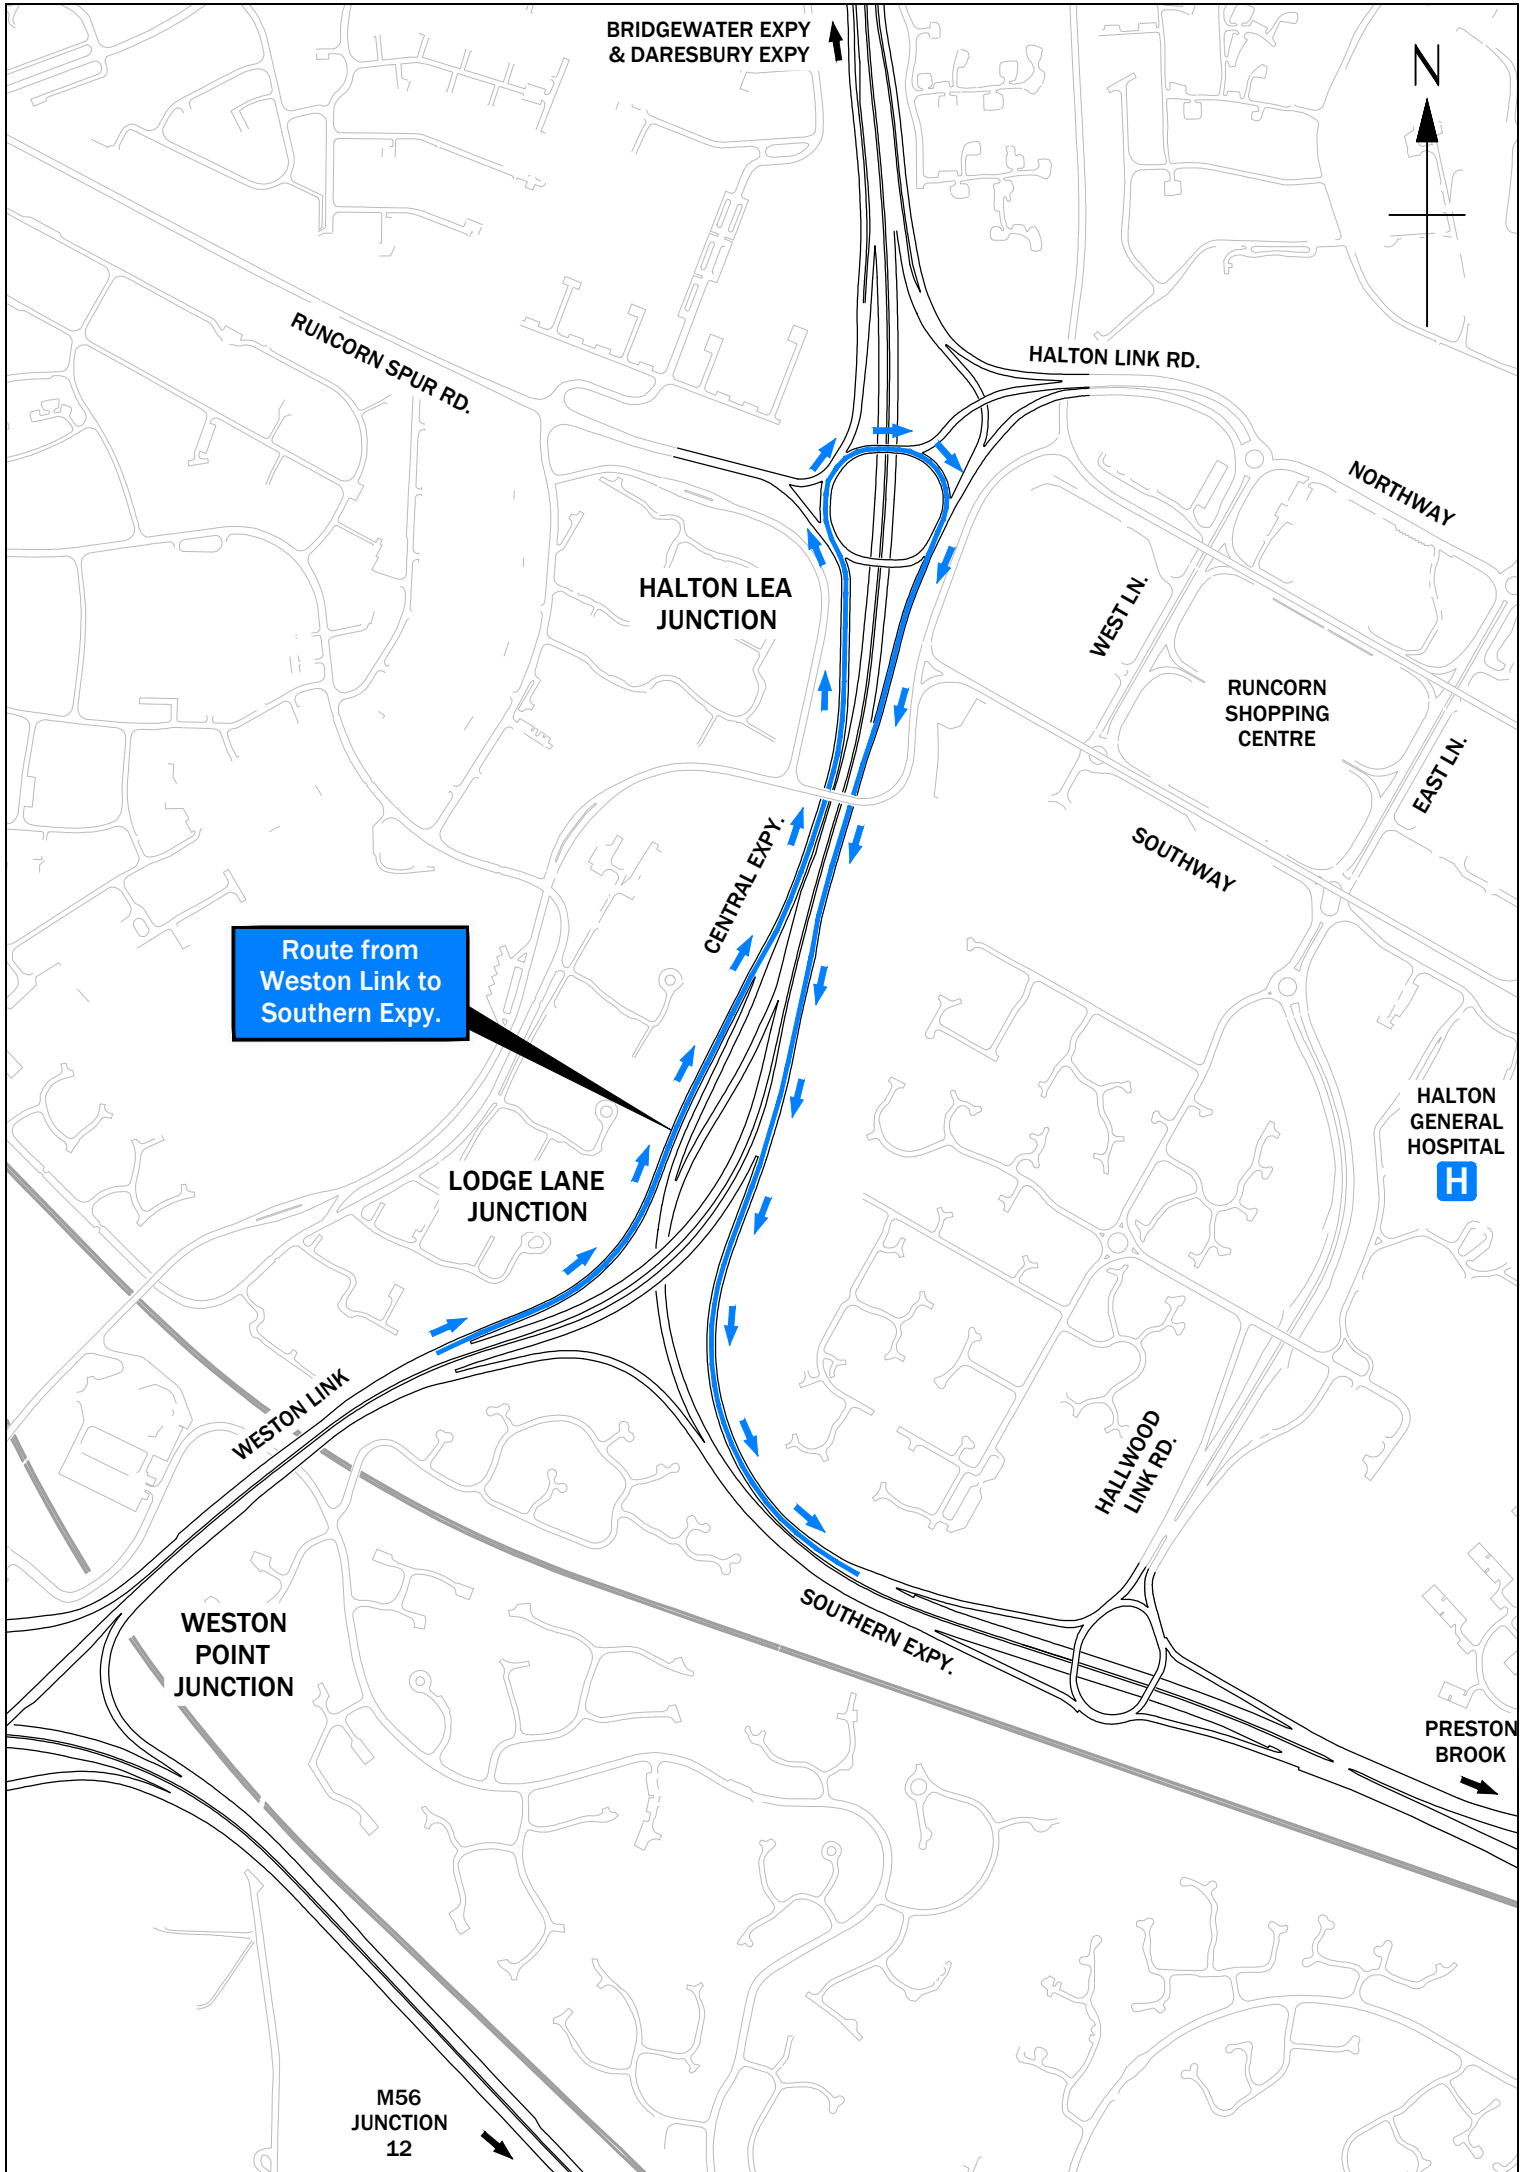 BRIDGEWATER EXPY
& DARESBURY EXPY
N
RUNCORN SPUR RD.
HALTON LINK RD.
NORTHWAY
HALTON LEA
JUNCTION
WEST LN.
RUNCORN
SHOPPING
CENTRE
EAST LN.
SOUTHWAY
CENTRAL EXPY.
Route from
Weston Link to
Southern Expy.
HALTON
GENERAL
HOSPITAL
H
LODGE LANE
JUNCTION
WESTON LINK
HALLWOOD
LINK RD.
SOUTHERN EXPY.
WESTON
POINT
JUNCTION
PRESTON
BROOK
M56
JUNCTION
12